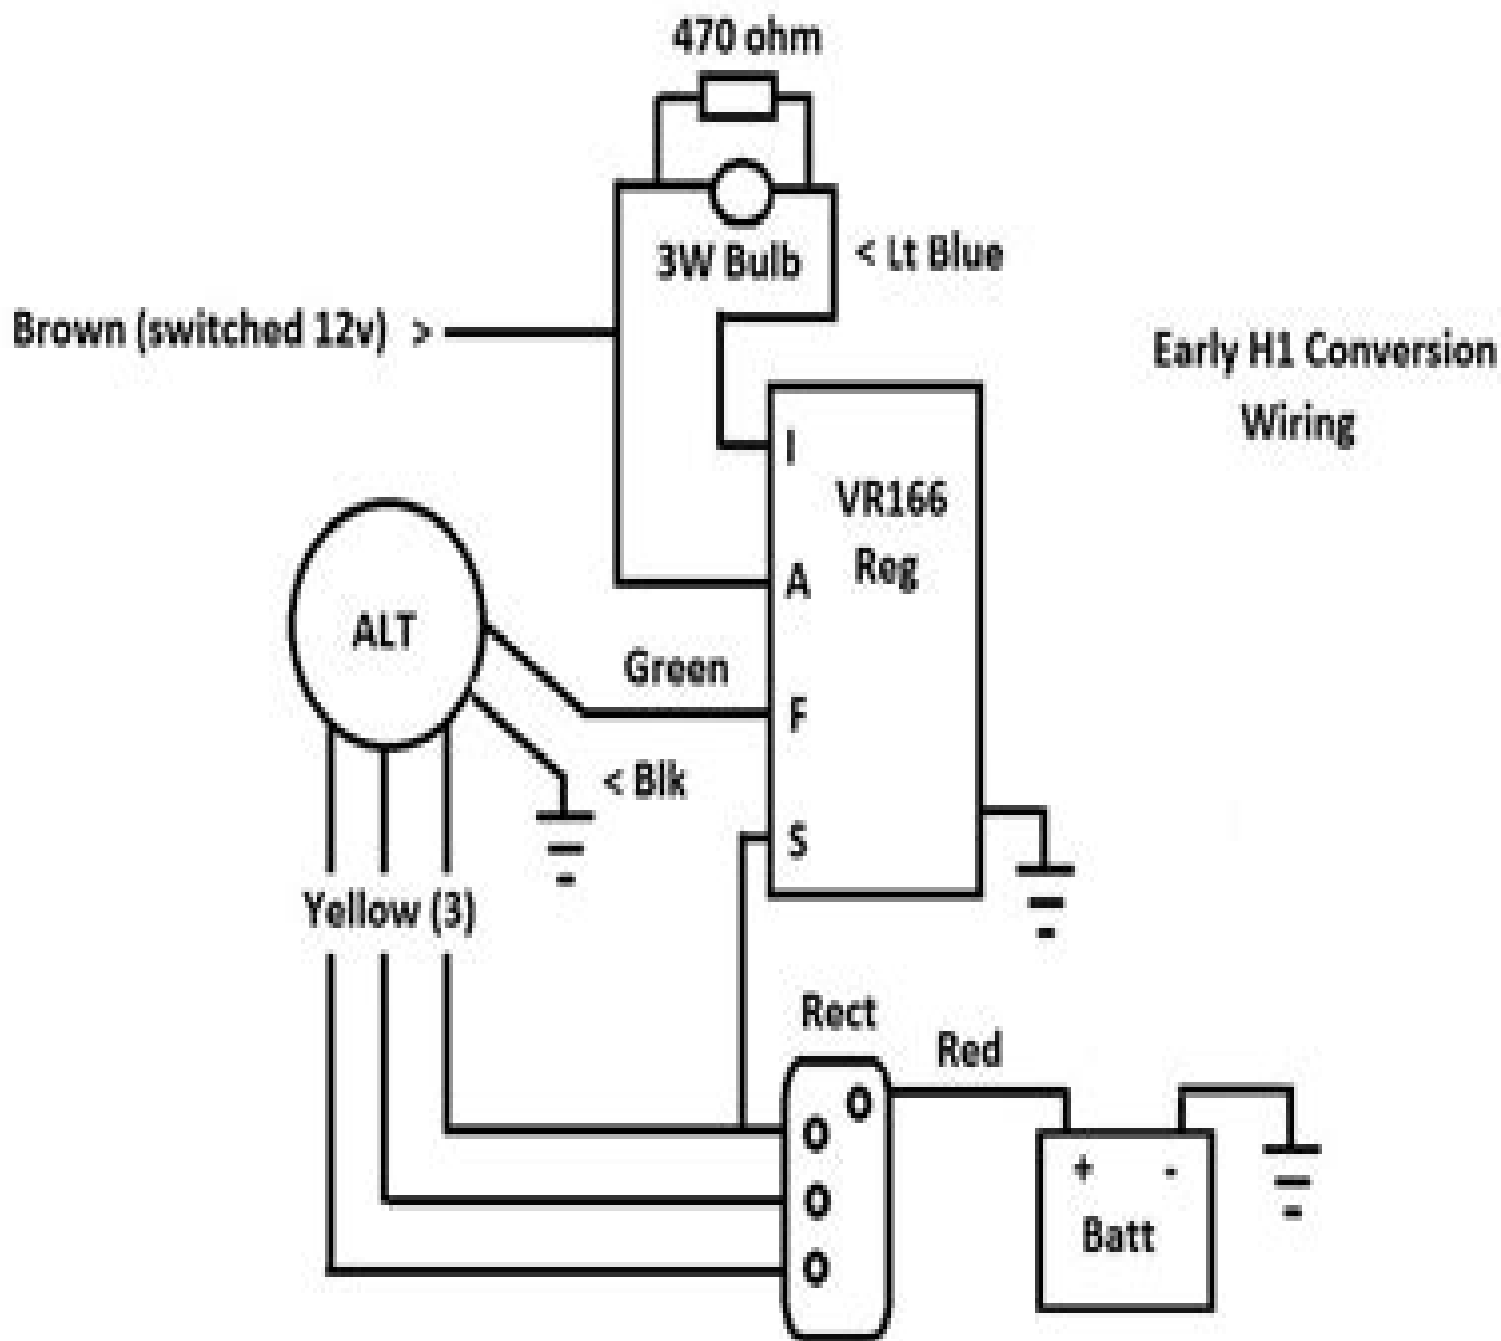 470 ohm
3W Bulb
< Lt Blue
Brown (switched 12v) >
Early H1 Conversion
Wiring
I
VR166
Reg
A
ALT
Green
F
< Blk
S
Yellow (3)
Rect
Red
O
O
O
O
+ -
Batt